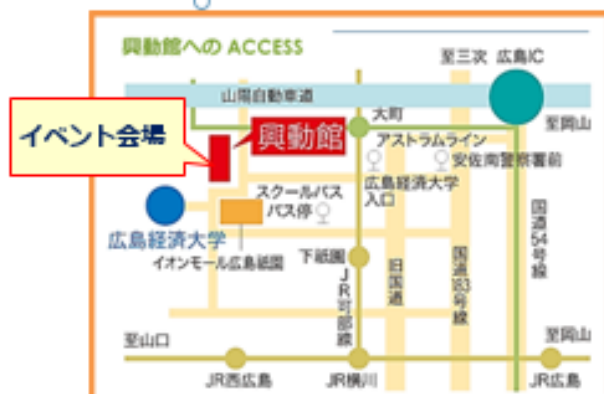 興動館への ACCESS
至三次 広島IC
山陽自動車道
大町
至岡山
イベント会場
興動館
アストラムライン
安佐南警察署前
広島経済大学
入口
スクールバス
バス停
広島経済大学
イオンモール広島祇園
下祇園
JR可部線
旧国道
国道183号線
国道54号線
至山口
至岡山
JR西広島
JR横川
JR広島